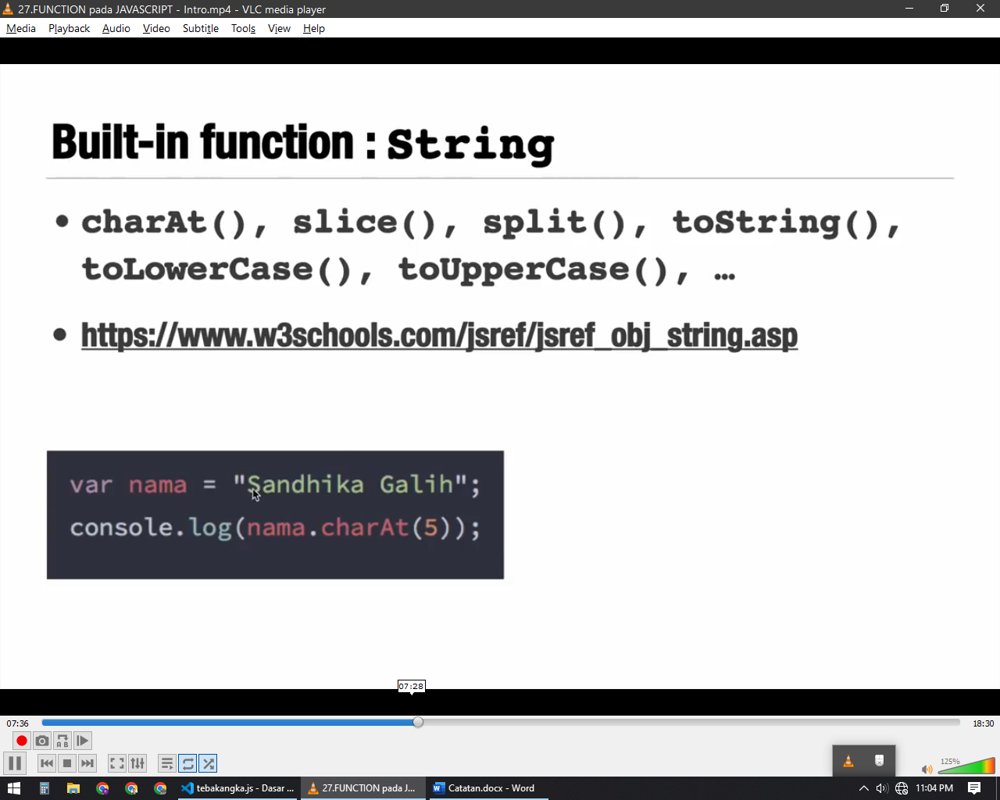 27.FUNCTION pada JAVASCRIPT - Intro.mp4 - VLC media player
Media Playback Audio Video Subtitle Tools View Help
Built-in function : String
• charAt(), slice(), split(), toString(),
toLowerCase(), toUpperCase(), …
• https://www.w3schools.com/jsref/jsref_obj_string.asp
var nama = "Sandhika Galih";
console.log(nama.charAt(5));
07:28
07:36 18:30
A B
125%
tebakangka.js - Dasar ... 27.FUNCTION pada J... Catatan.docx - Word 11:04 PM